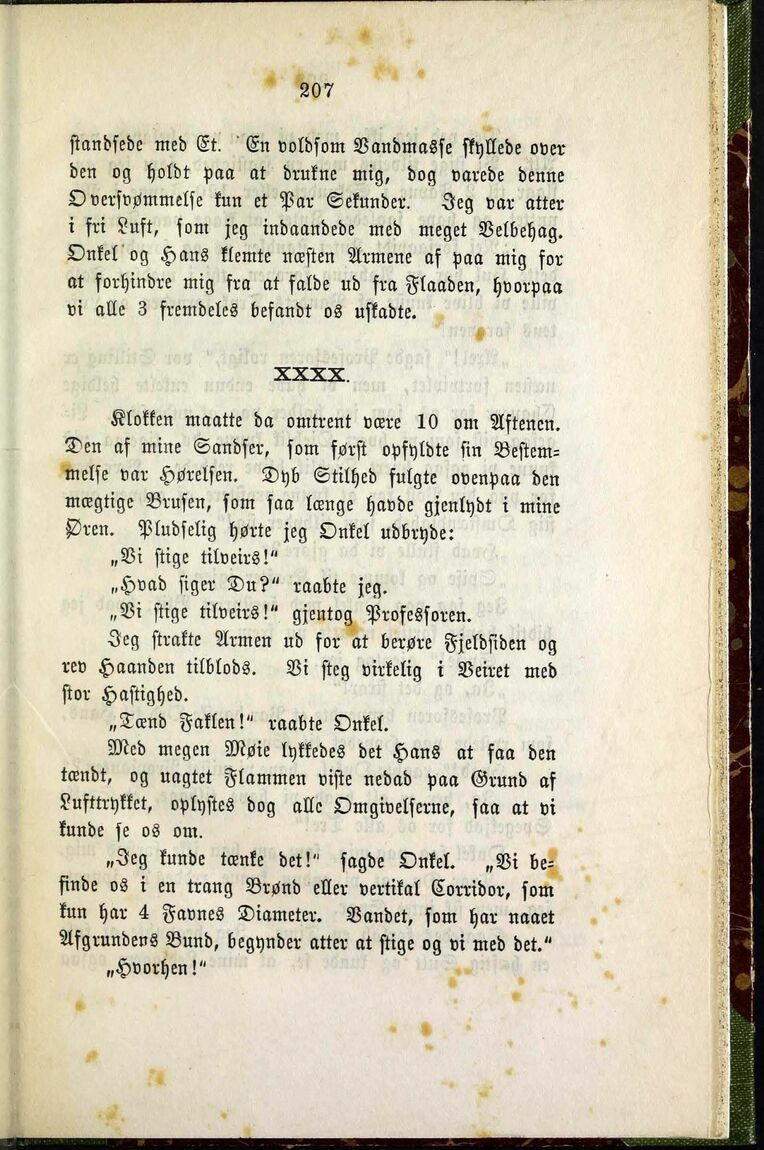 207
standsede med Et. En voldsom Vandmasse skyllede over
den og holdt paa at drukne mig, dog varede denne
Oversvømmelse kun et Par Sekunder. Jeg var atter
i fri Luft, som jeg indaandede med meget Velbehag.
Onkel og Hans klemte næsten Armene af paa mig for
at forhindre mig fra at falde ud fra Flaaden, hvorpaa
vi alle 3 fremdeles befandt os uskadte.
XXXX.
Klokken maatte da omtrent være 10 om Aftenen.
Den af mine Sandser, som først opfyldte sin Bestem-
melse var Hørelsen. Dyb Stilhed fulgte ovenpaa den
mægtige Brusen, som saa længe havde gjenlydt i mine
Øren. Pludselig hørte jeg Onkel udbryde:
„Vi stige tilveirs!"
„Hvad siger Du?" raabte jeg.
„Vi stige tilveirs!" gjentog Professoren.
Jeg strakte Armen ud for at berøre Fjeldsiden og
rev Haanden tilblods. Vi steg virkelig i Veiret med
stor Hastighed.
„Tænd Faklen!" raabte Onkel.
Med megen Møie lykkedes det Hans at faa den
tændt, og uagtet Flammen viste nedad paa Grund af
Lufttrykket, oplystes dog alle Omgivelserne, saa at vi
kunde se os om.
„Jeg kunde tænke det!" sagde Onkel. „Vi be-
finde os i en trang Brønd eller vertikal Corridor, som
kun har 4 Favnes Diameter. Vandet, som har naaet
Afgrundens Bund, begynder atter at stige og vi med det."
„Hvorhen!"